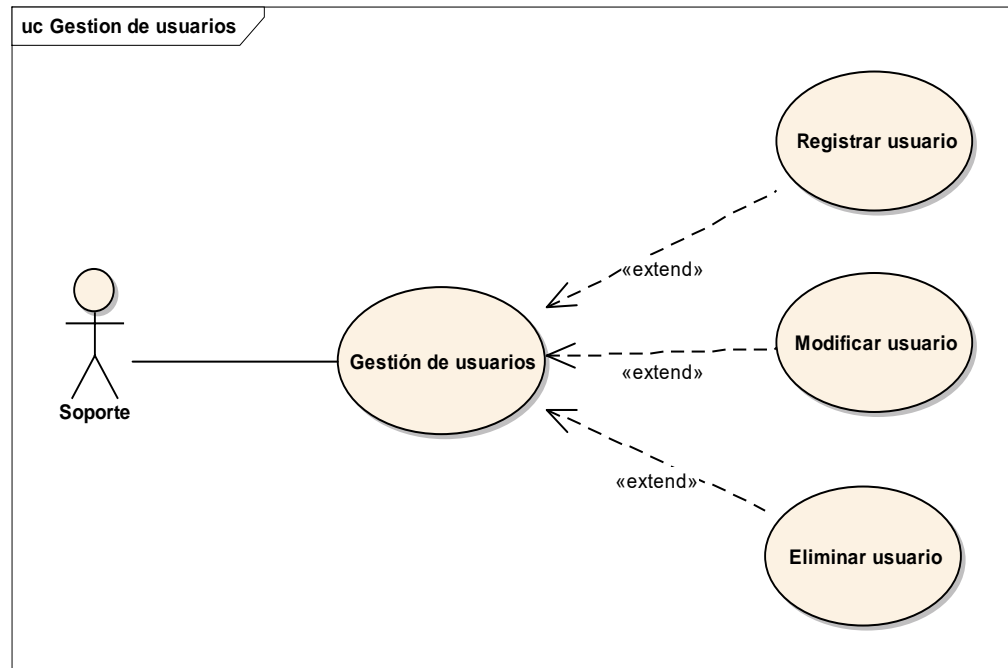 uc Gestion de usuarios
Registrar usuario
«extend»
Modificar usuario
Gestión de usuarios
«extend»
Soporte
«extend»
Eliminar usuario